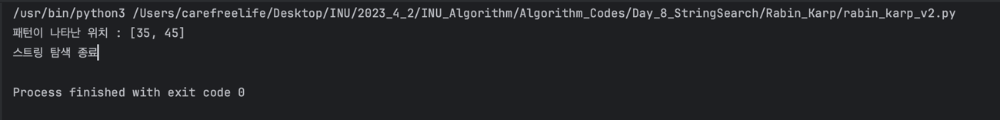 /usr/bin/python3 /Users/carefreelife/Desktop/INU/2023_4_2/INU_Algorithm/Algorithm_Codes/Day_8_StringSearch/Rabin_Karp/rabin_karp_v2.py
패턴이 나타난 위치 : [35, 45]
스트링 탐색 종료
Process finished with exit code 0